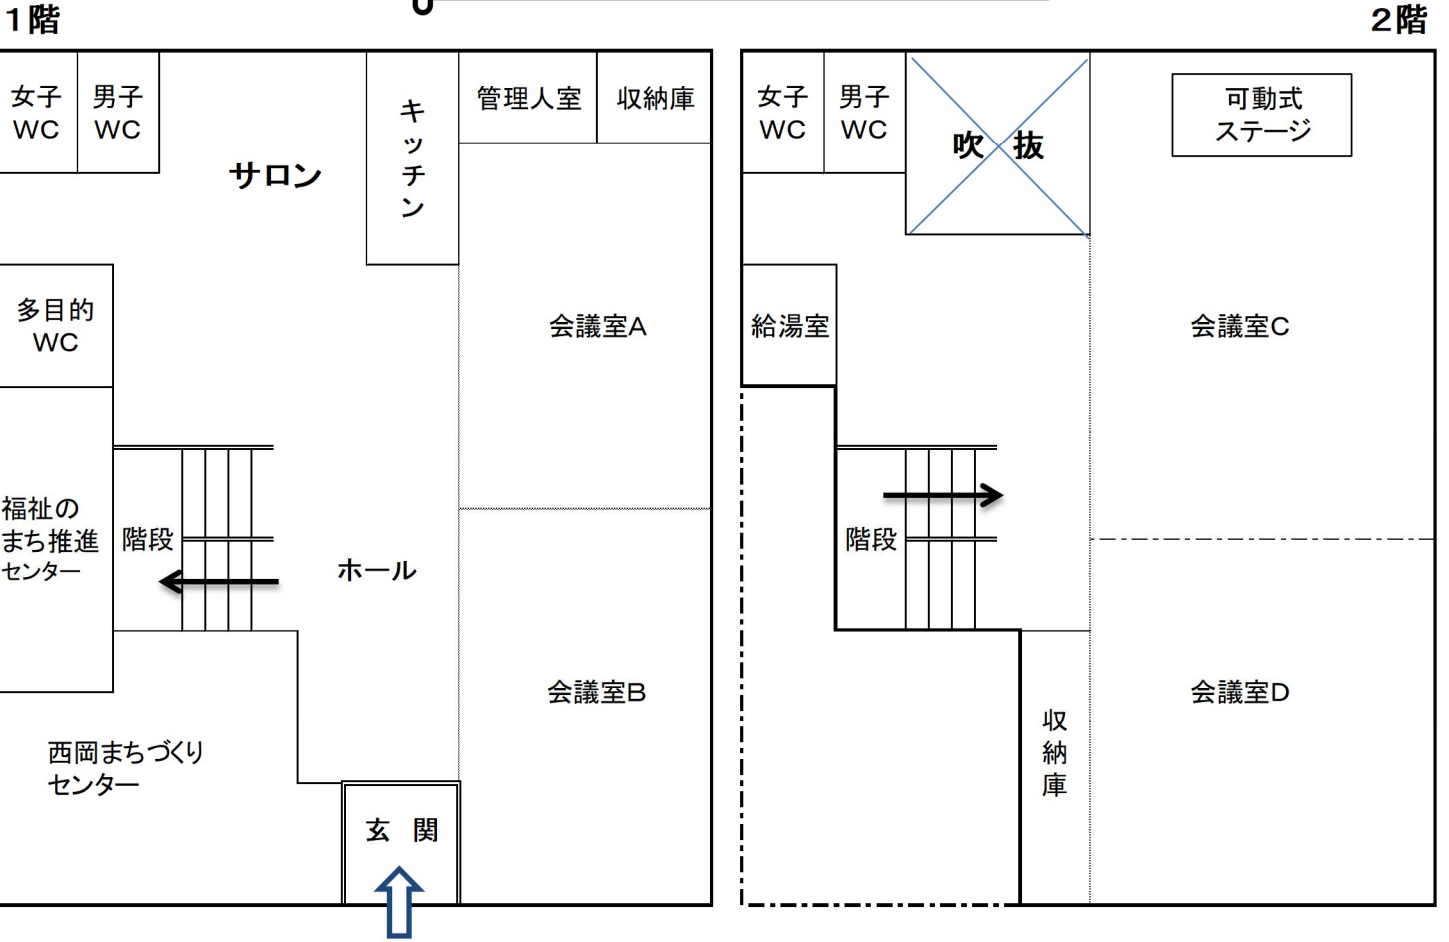 1階
女子
WC
男子
WC
サロン
キッチン
管理人室
収納庫
多目的
WC
会議室A
福祉の
まち推進
センター
階段
ホール
会議室B
西岡まちづくり
センター
玄 関
2階
女子
WC
男子
WC
吹 抜
可動式
ステージ
給湯室
会議室C
階段
会議室D
収納庫